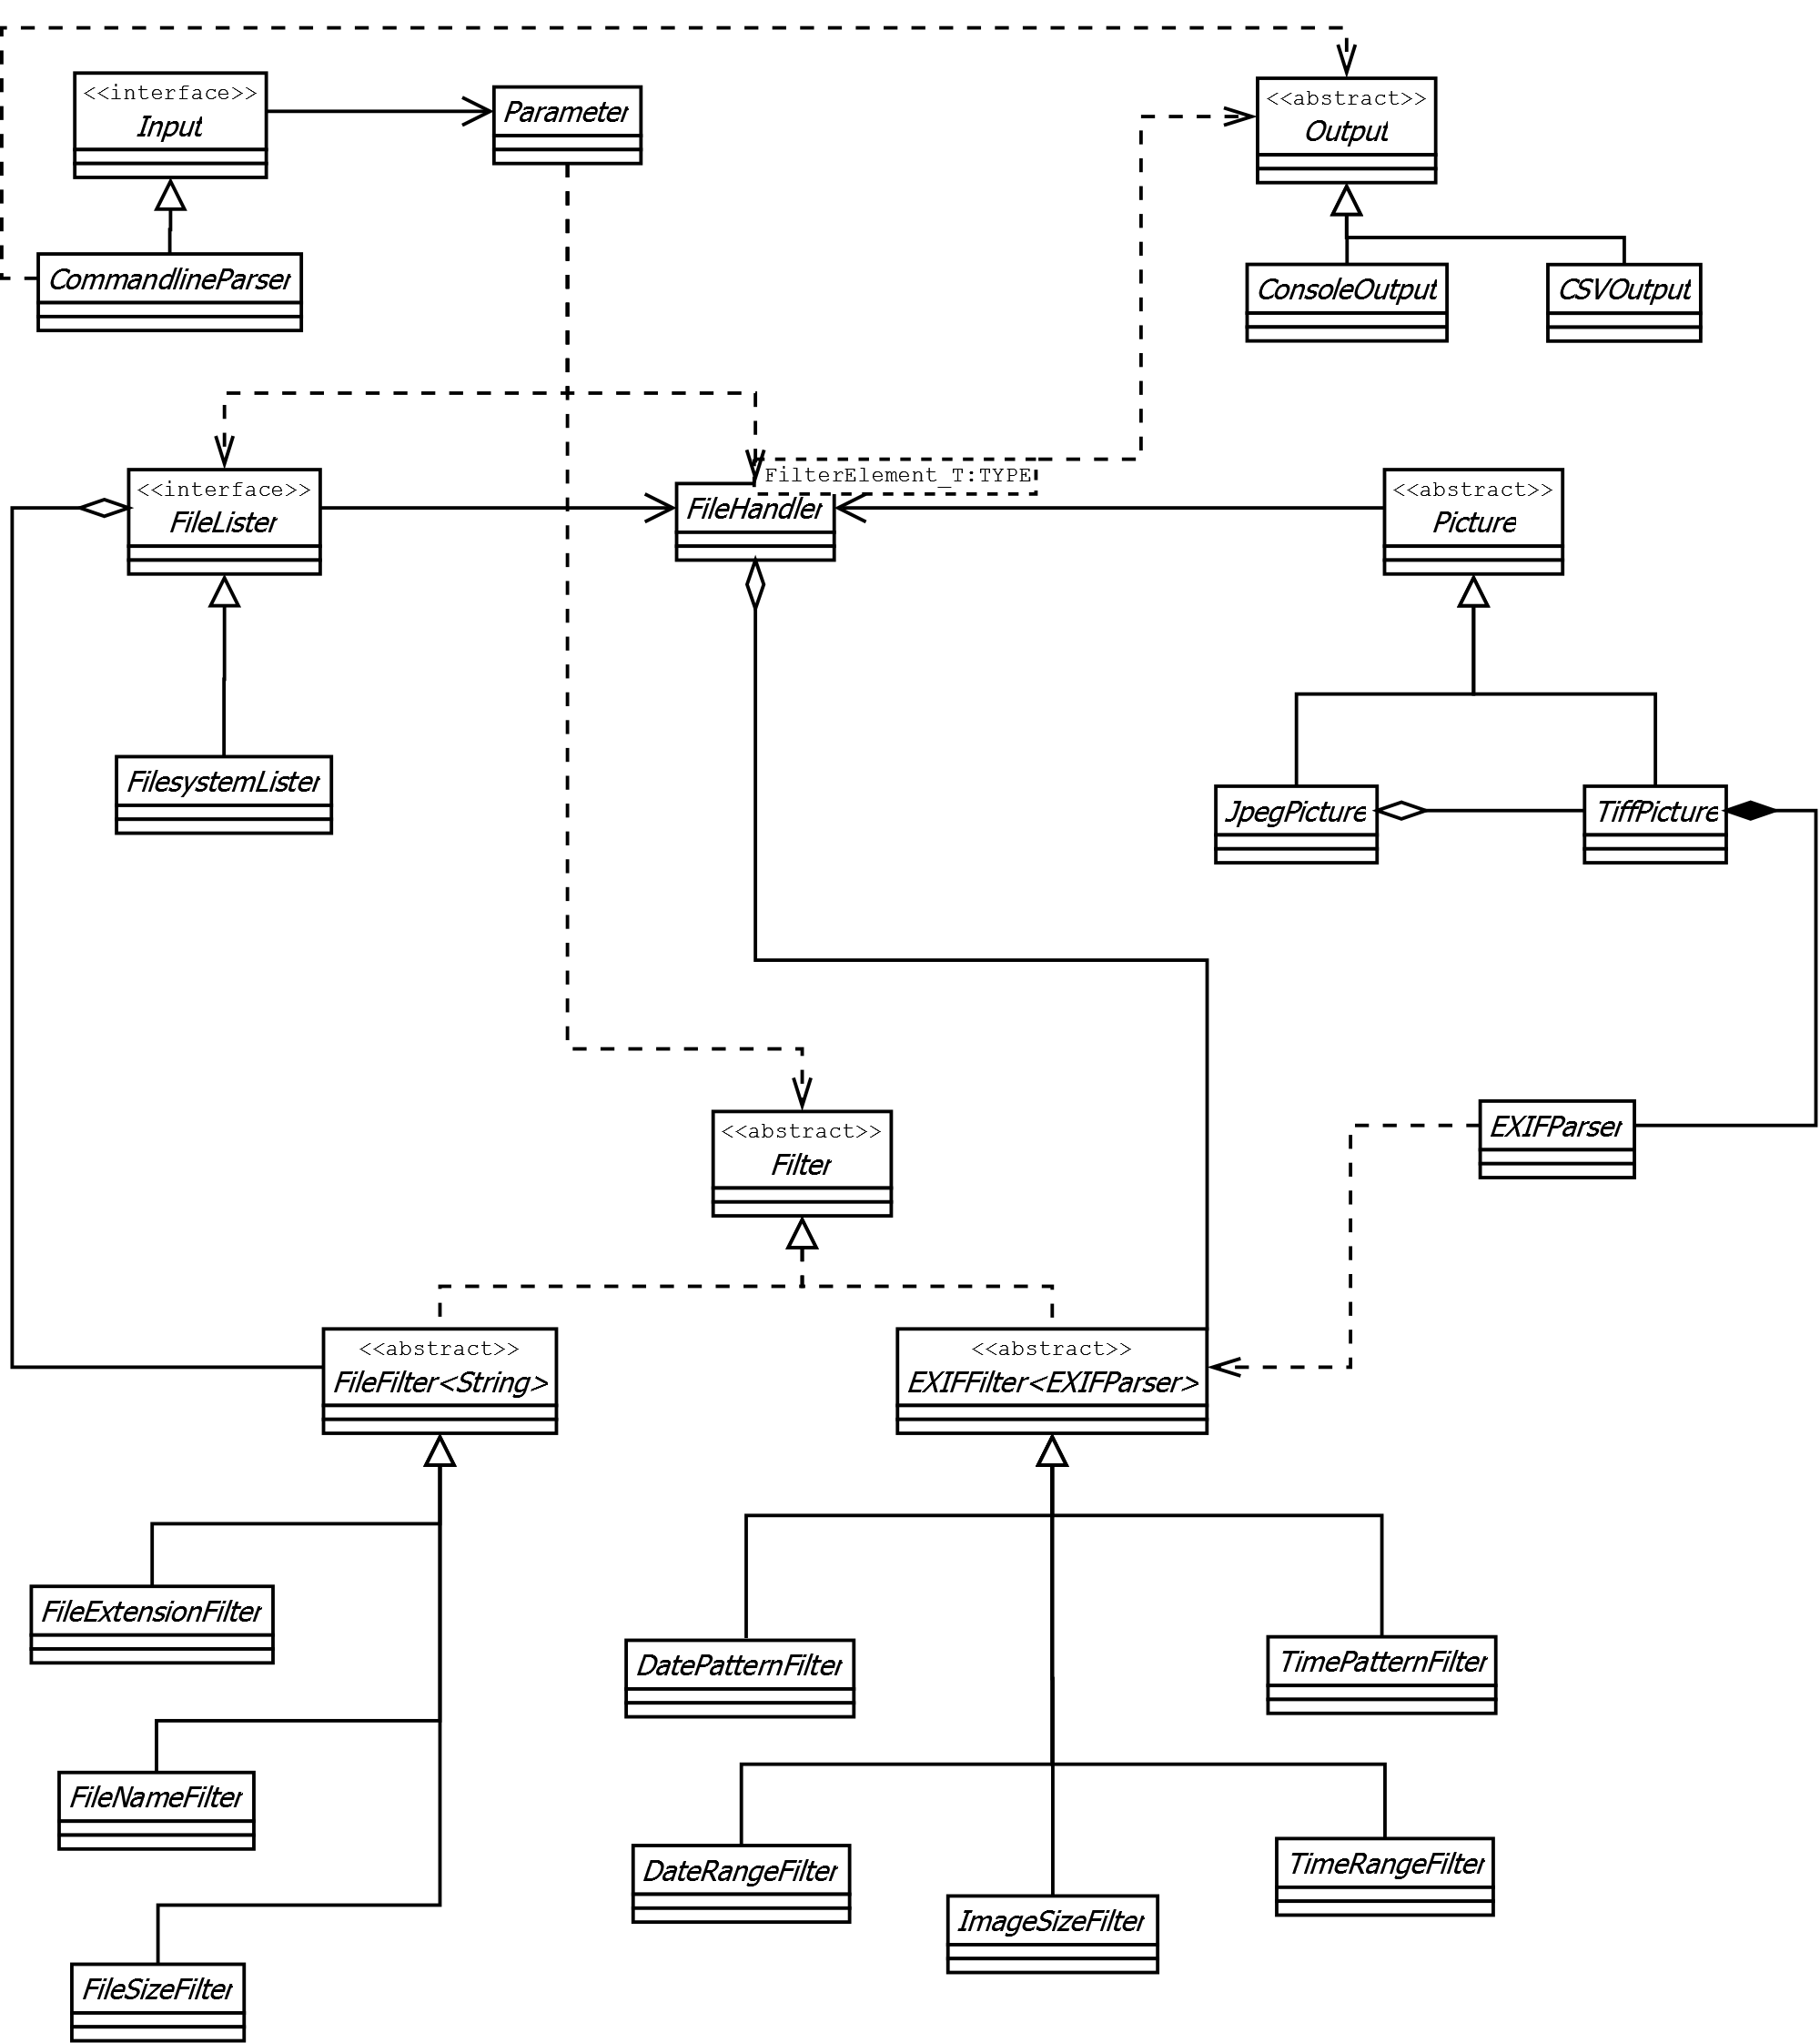 <<interface>>
Input
Parameter
<<abstract>>
Output
CommandlineParser
ConsoleOutput
CSVOutput
<<interface>>
FileLister
FilterElement_T:TYPE
FileHandler
<<abstract>>
Picture
FilesystemLister
JpegPicture
TiffPicture
<<abstract>>
Filter
EXIFParser
<<abstract>>
FileFilter<String>
<<abstract>>
EXIFFilter<EXIFParser>
FileExtensionFilter
DatePatternFilter
TimePatternFilter
FileNameFilter
DateRangeFilter
TimeRangeFilter
ImageSizeFilter
FileSizeFilter